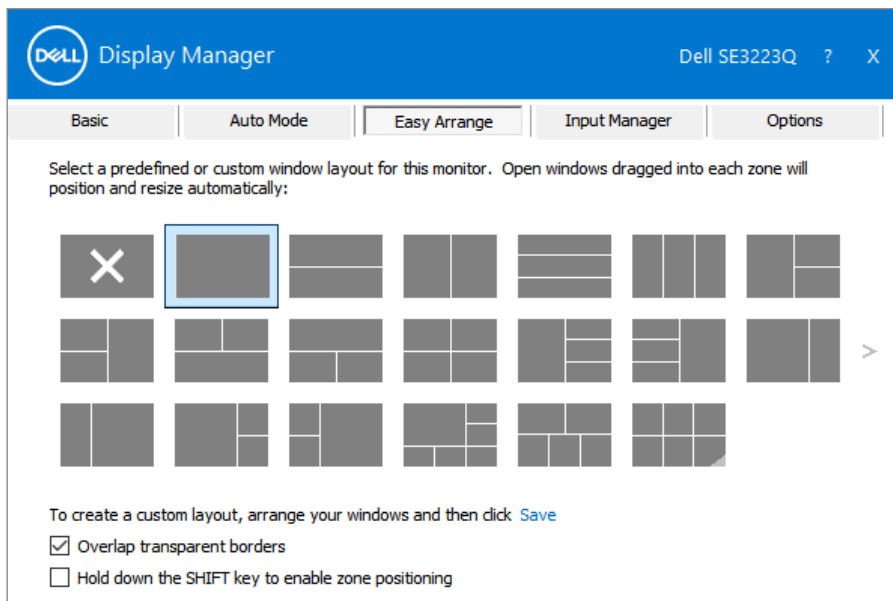 DELL Display Manager Dell SE3223Q ? X
Basic Auto Mode Easy Arrange Input Manager Options
Select a predefined or custom window layout for this monitor. Open windows dragged into each zone will
position and resize automatically:
>
To create a custom layout, arrange your windows and then click Save
Overlap transparent borders
Hold down the SHIFT key to enable zone positioning